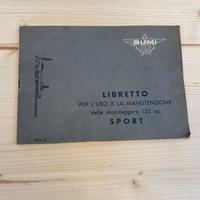 RUMI
LIBRETTO
PER L'USO E LA MANUTENZIONE
della Motoleggera 125 cc.
SPORT